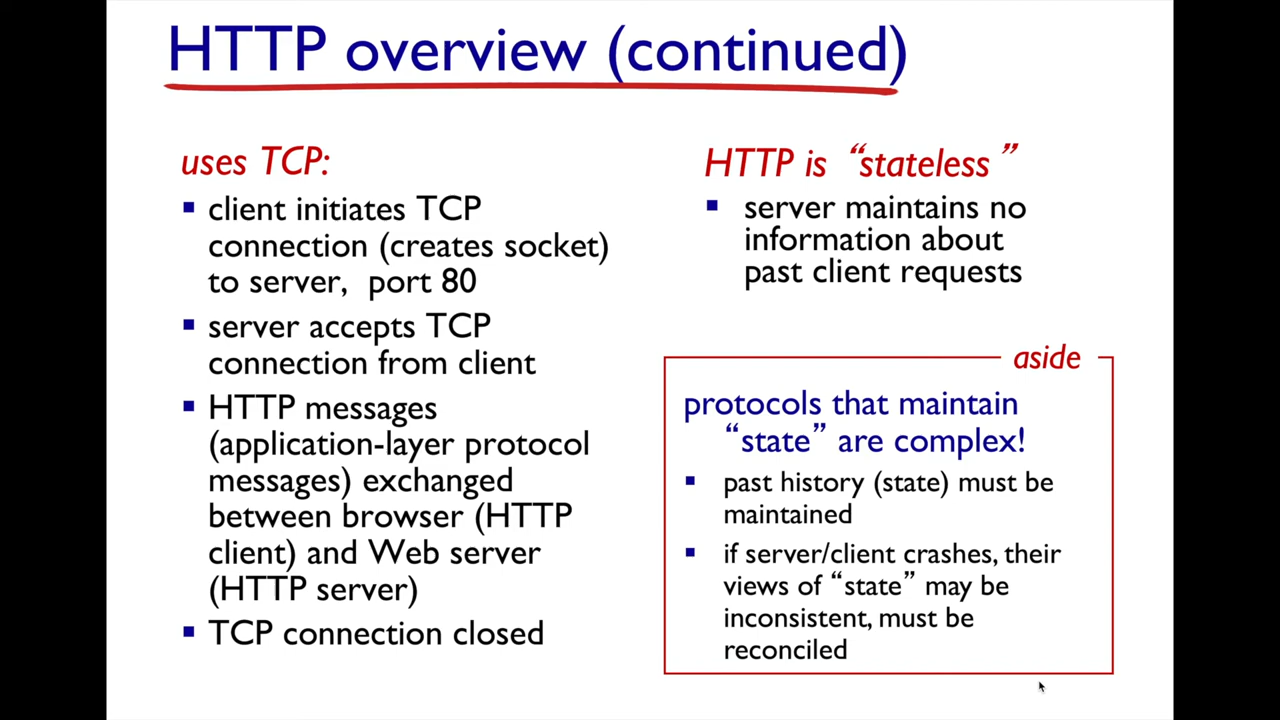 HTTP overview (continued)
uses TCP:
▪ client initiates TCP
connection (creates socket)
to server, port 80
▪ server accepts TCP
connection from client
▪ HTTP messages
(application-layer protocol
messages) exchanged
between browser (HTTP
client) and Web server
(HTTP server)
▪ TCP connection closed
HTTP is “stateless”
▪ server maintains no
information about
past client requests
aside
protocols that maintain
“state” are complex!
▪ past history (state) must be
maintained
▪ if server/client crashes, their
views of “state” may be
inconsistent, must be
reconciled